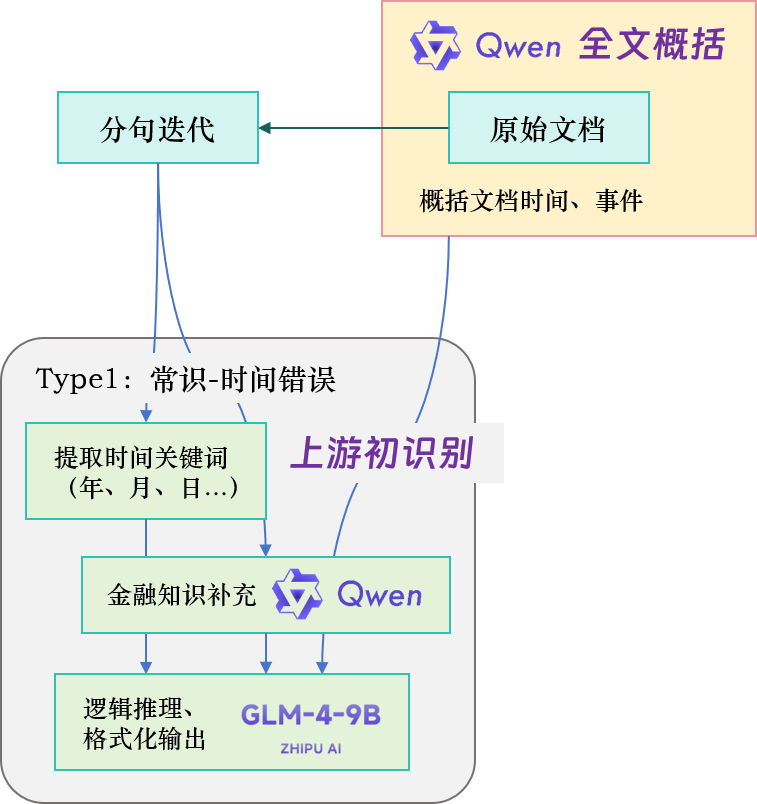 Qwen 全文概括
分句迭代
原始文档
概括文档时间、事件
Type1：常识-时间错误
提取时间关键词
（年、月、日…）
上游初识别
金融知识补充 Qwen
逻辑推理、
格式化输出
GLM-4-9B
ZHIPU AI